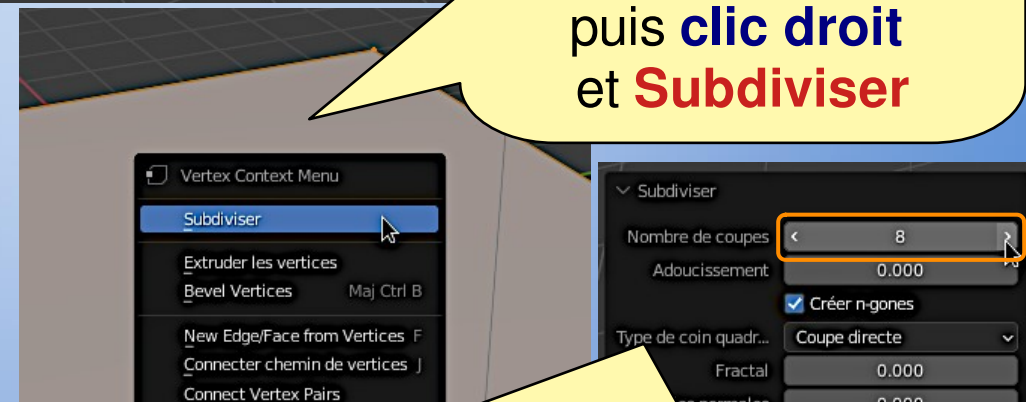 puis clic droit
et Subdiviser
Vertex Context Menu
Subdiviser
Extruder les vertices
Bevel Vertices Maj Ctrl B
New Edge/Face from Vertices F
Connecter chemin de vertices J
Connect Vertex Pairs
Subdiviser
Nombre de coupes 8
Adoucissement 0.000
Créer n-gones
Type de coin quadr... Coupe directe
Fractal 0.000
normales 0.000